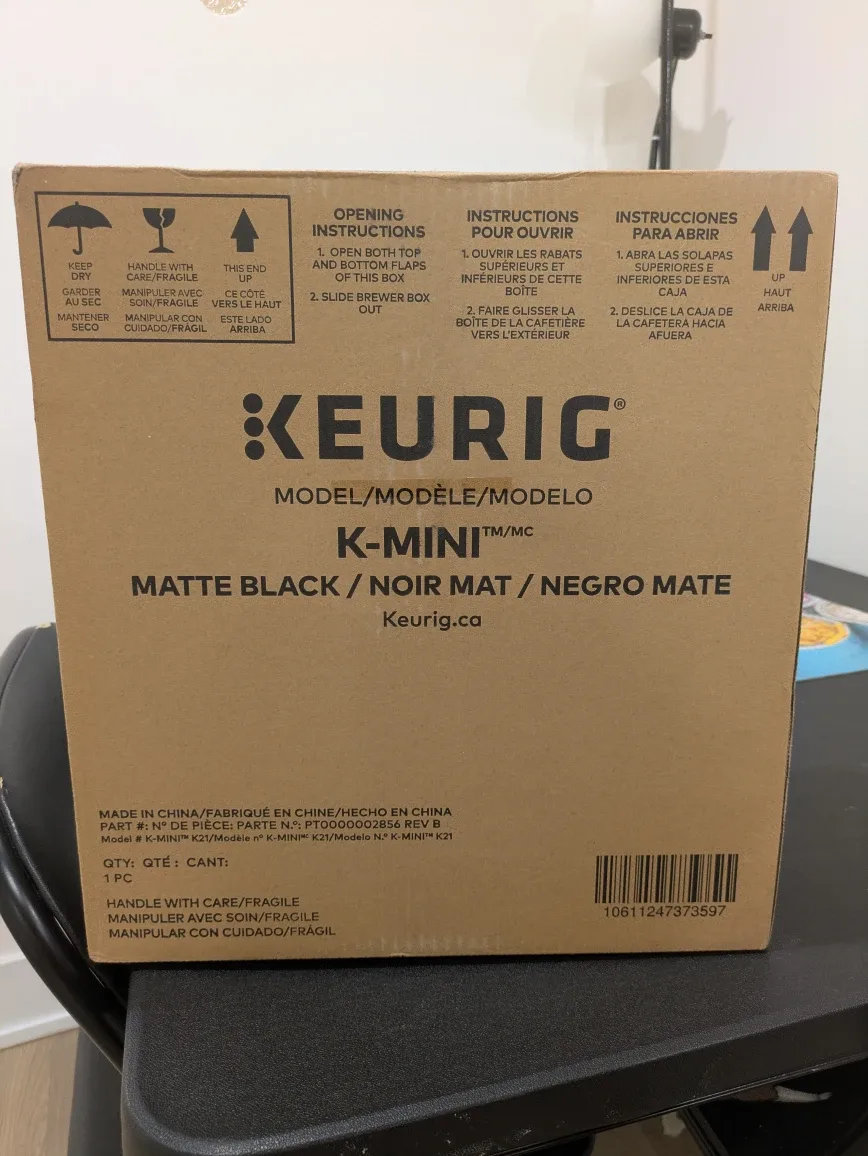 KEEP
DRY
GARDER
AU SEC
MANTENER
SECO
HANDLE WITH
CARE/FRAGILE
MANIPULER AVEC
SOIN/FRAGILE
MANIPULAR CON
CUIDADO/FRÁGIL
THIS END
UP
CE CÔTÉ
VERS LE HAUT
ESTE LADO
ARRIBA
OPENING
INSTRUCTIONS
1. OPEN BOTH TOP
AND BOTTOM FLAPS
OF THIS BOX
2. SLIDE BREWER BOX
OUT
INSTRUCTIONS
POUR OUVRIR
1. OUVRIR LES RABATS
SUPÉRIEURS ET
INFÉRIEURS DE CETTE
BOÎTE
2. FAIRE GLISSER LA
BOÎTE DE LA CAFETIÈRE
VERS L'EXTÉRIEUR
INSTRUCCIONES
PARA ABRIR
1. ABRA LAS SOLAPAS
SUPERIORES E
INFERIORES DE ESTA
CAJA
2. DESLICE LA CAJA DE
LA CAFETERA HACIA
AFUERA
UP
HAUT
ARRIBA
KEURIG®
MODEL/MODÈLE/MODELO
K-MINI™/MC
MATTE BLACK / NOIR MAT / NEGRO MATE
Keurig.ca
MADE IN CHINA/FABRIQUÉ EN CHINE/HECHO EN CHINA
PART #: Nº DE PIÈCE: PARTE N.º: PT0000002856 REV B
Model # K-MINI™ K21/Modèle nº K-MINIᴹᶜ K21/Modelo N.º K-MINI™ K21
QTY: QTÉ : CANT:
1 PC
HANDLE WITH CARE/FRAGILE
MANIPULER AVEC SOIN/FRAGILE
MANIPULAR CON CUIDADO/FRÁGIL
10611247373597